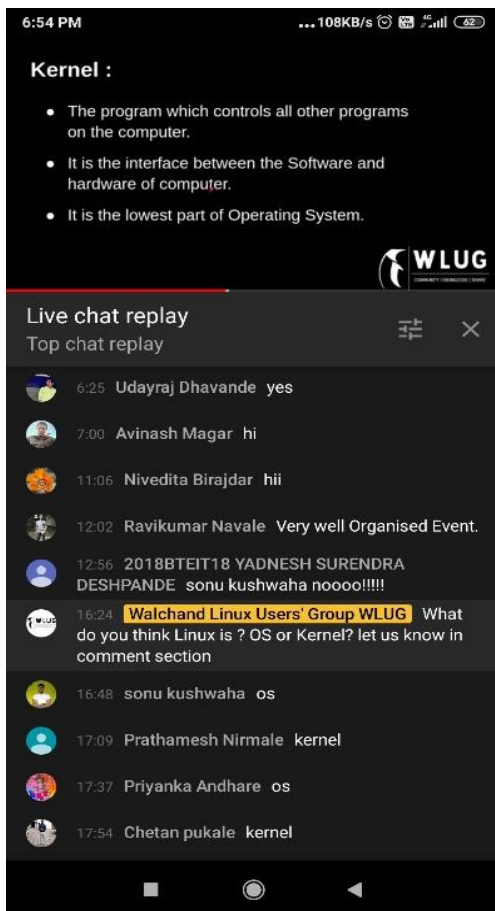 6:54 PM
...108KB/s 4G 62
Kernel :
• The program which controls all other programs
on the computer.
• It is the interface between the Software and
hardware of computer.
• It is the lowest part of Operating System.
WLUG
Live chat replay
Top chat replay
6:25 Udayraj Dhavande yes
7:00 Avinash Magar hi
11:06 Nivedita Birajdar hii
12:02 Ravikumar Navale Very well Organised Event.
12:56 2018BTEIT18 YADNESH SURENDRA
DESHPANDE sonu kushwaha noooo!!!!!
16:24 Walchand Linux Users' Group WLUG What
do you think Linux is ? OS or Kernel? let us know in
comment section
16:48 sonu kushwaha os
17:09 Prathamesh Nirmale kernel
17:37 Priyanka Andhare os
17:54 Chetan pukale kernel